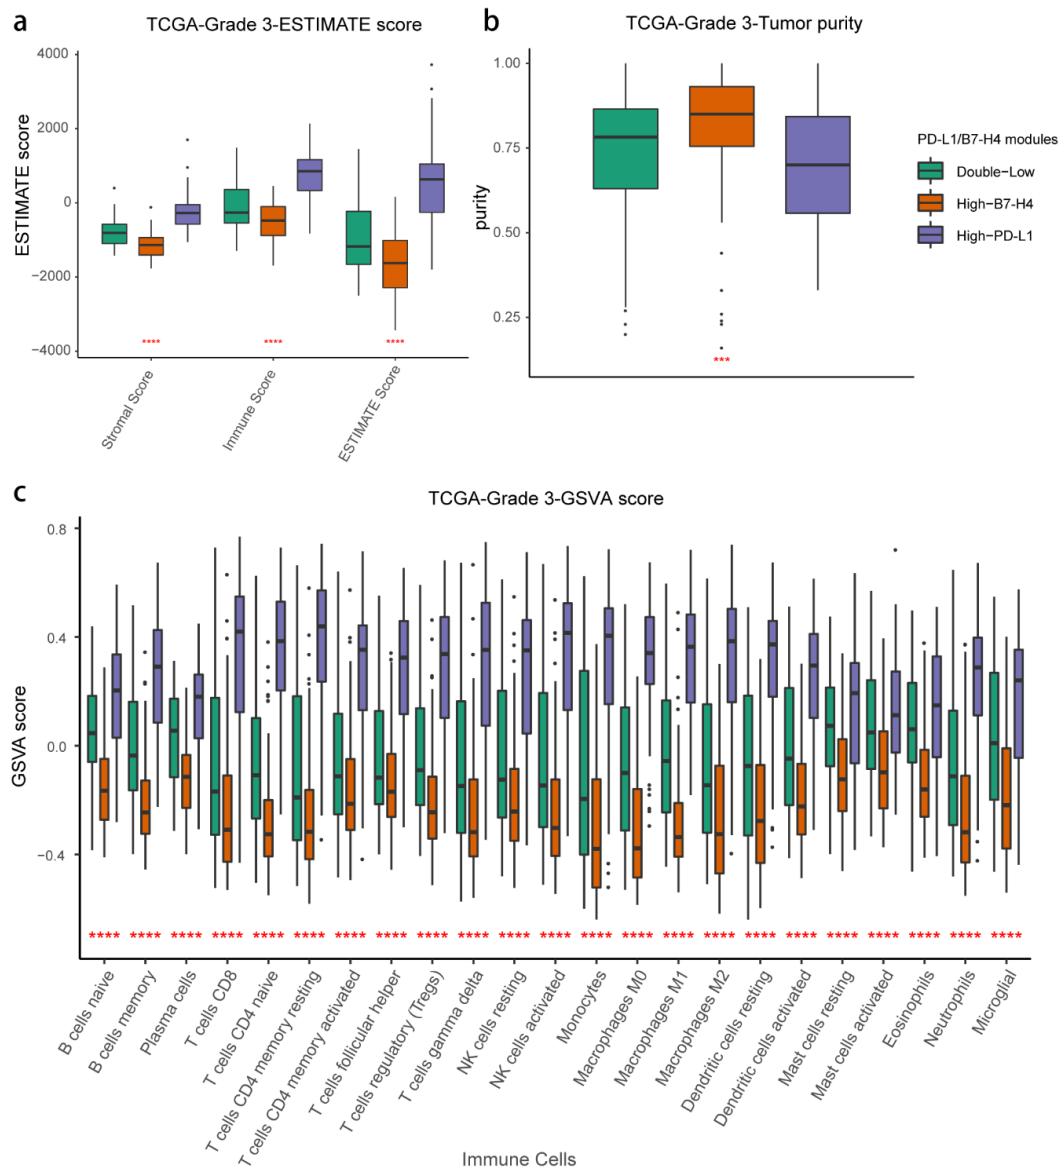 a
TCGA-Grade 3-ESTIMATE score
4000
2000
0
−2000
−4000
ESTIMATE score
****
****
****
Stromal Score
Immune Score
ESTIMATE Score
b
TCGA-Grade 3-Tumor purity
1.00
0.75
0.50
0.25
purity
***
PD-L1/B7-H4 modules
Double−Low
High−B7-H4
High−PD-L1
c
TCGA-Grade 3-GSVA score
0.8
0.4
0.0
−0.4
GSVA score
**** **** **** **** **** **** **** **** **** **** **** **** **** **** **** **** **** **** **** **** **** **** ****
B cells naive
B cells memory
Plasma cells
T cells CD8
T cells CD4 naive
T cells CD4 memory resting
T cells CD4 memory activated
T cells follicular helper
T cells regulatory (Tregs)
T cells gamma delta
NK cells resting
NK cells activated
Monocytes
Macrophages M0
Macrophages M1
Macrophages M2
Dendritic cells resting
Dendritic cells activated
Mast cells resting
Mast cells activated
Eosinophils
Neutrophils
Microglial
Immune Cells